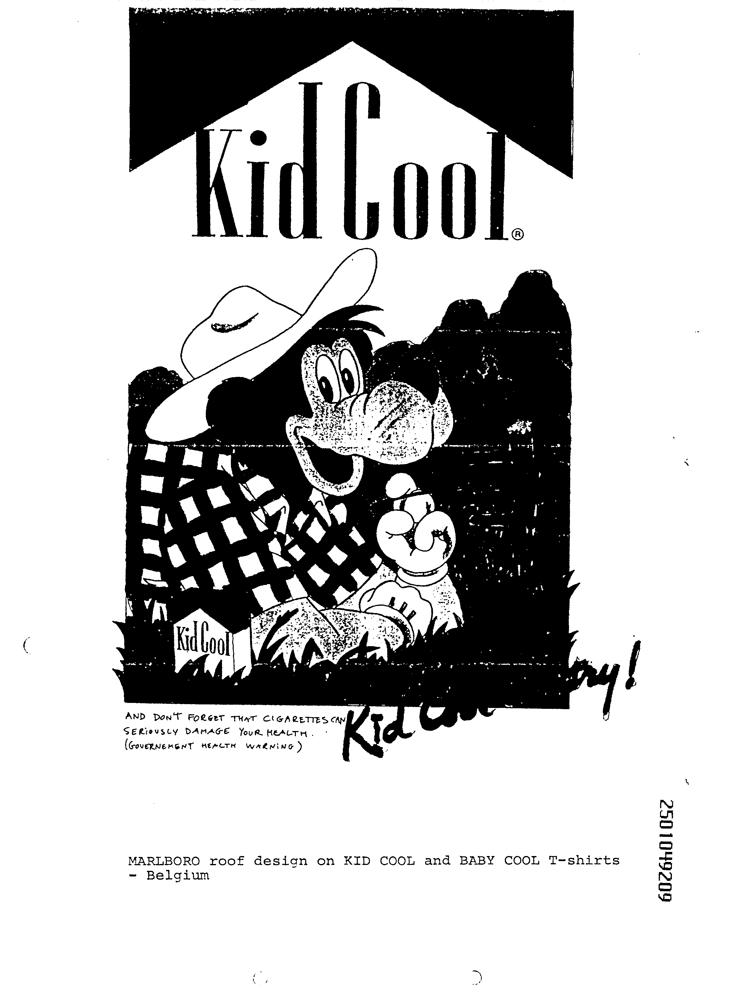 Kid Cool®
Kid Cool
Kid try!
AND DON'T FORGET THAT CIGARETTES CAN
SERIOUSLY DAMAGE YOUR HEALTH.
(GOVERNEMENT HEALTH WARNING)
MARLBORO roof design on KID COOL and BABY COOL T-shirts
- Belgium
2501049209